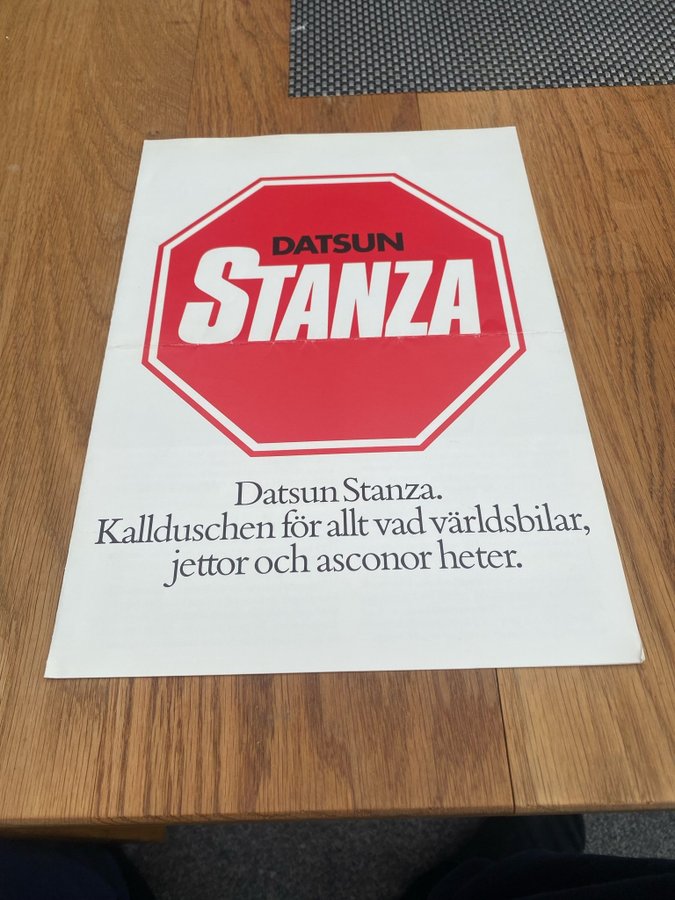 DATSUN
STANZA
Datsun Stanza.
Kallduschen för allt vad världsbilar,
jettor och asconor heter.